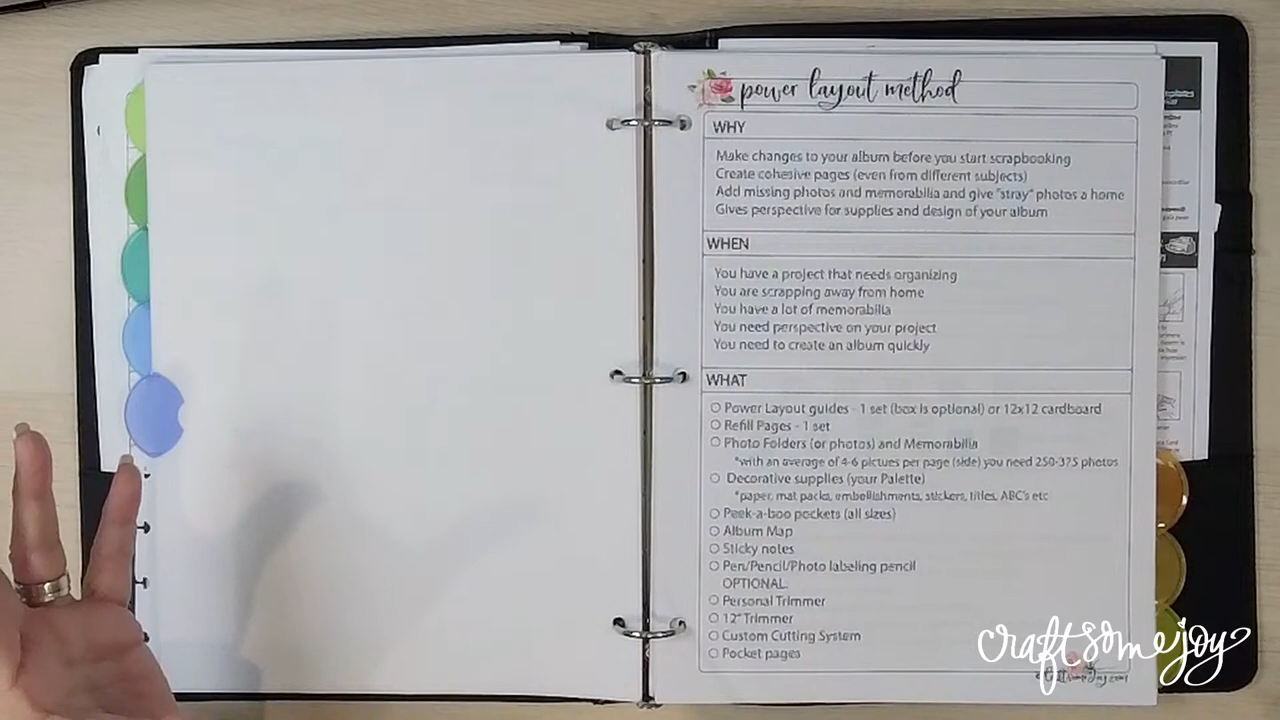 power layout method
WHY
Make changes to your album before you start scrapbooking
Create cohesive pages (even from different subjects)
Add missing photos and memorabilia and give "stray" photos a home
Gives perspective for supplies and design of your album
WHEN
You have a project that needs organizing
You are scrapping away from home
You have a lot of memorabilia
You need perspective on your project
You need to create an album quickly
WHAT
Power Layout guides - 1 set (box is optional) or 12x12 cardboard
Refill Pages - 1 set
Photo Folders (or photos) and Memorabilia
*with an average of 4-6 pictues per page (side) you need 250-375 photos
Decorative supplies (your Palette)
*paper, mat packs, embellishments, stickers, titles, ABC's etc
Peek-a-boo pockets (all sizes)
Album Map
Sticky notes
Pen/Pencil/Photo labeling pencil
OPTIONAL
Personal Trimmer
12" Trimmer
Custom Cutting System
Pocket pages
craftsomejoy